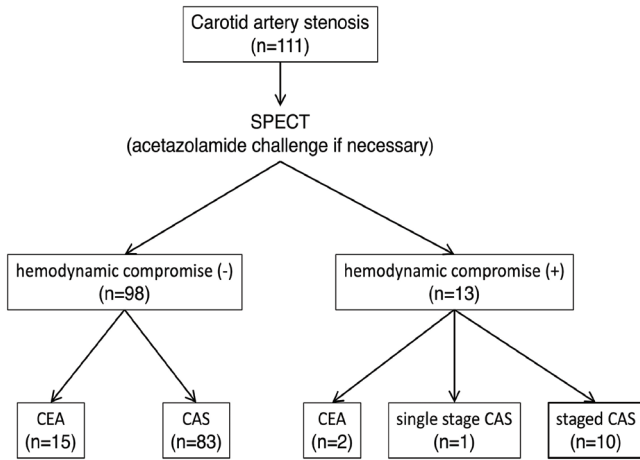 Carotid artery stenosis
(n=111)
SPECT
(acetazolamide challenge if necessary)
hemodynamic compromise (-)
(n=98)
hemodynamic compromise (+)
(n=13)
CEA
(n=15)
CAS
(n=83)
CEA
(n=2)
single stage CAS
(n=1)
staged CAS
(n=10)